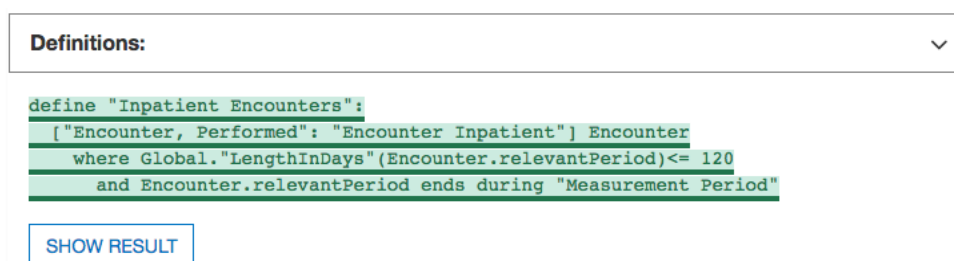 Definitions:
define "Inpatient Encounters":
["Encounter, Performed": "Encounter Inpatient"] Encounter
where Global."LengthInDays"(Encounter.relevantPeriod)<= 120
and Encounter.relevantPeriod ends during "Measurement Period"
SHOW RESULT